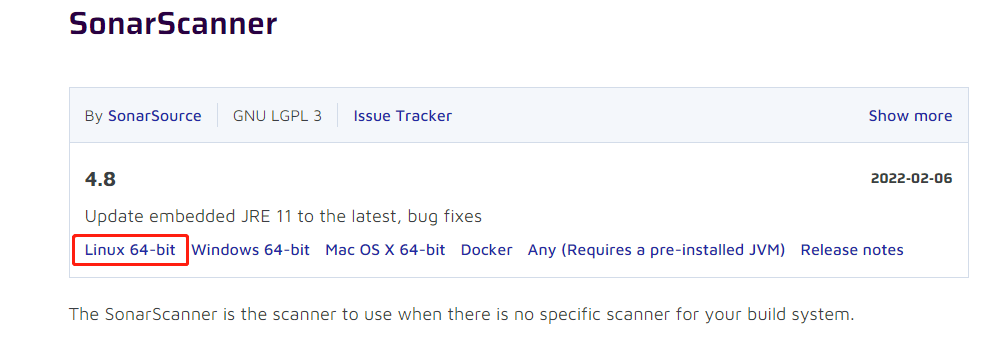 SonarScanner
By SonarSource GNU LGPL 3 Issue Tracker Show more
4.8 2022-02-06
Update embedded JRE 11 to the latest, bug fixes
Linux 64-bit Windows 64-bit Mac OS X 64-bit Docker Any (Requires a pre-installed JVM) Release notes
The SonarScanner is the scanner to use when there is no specific scanner for your build system.